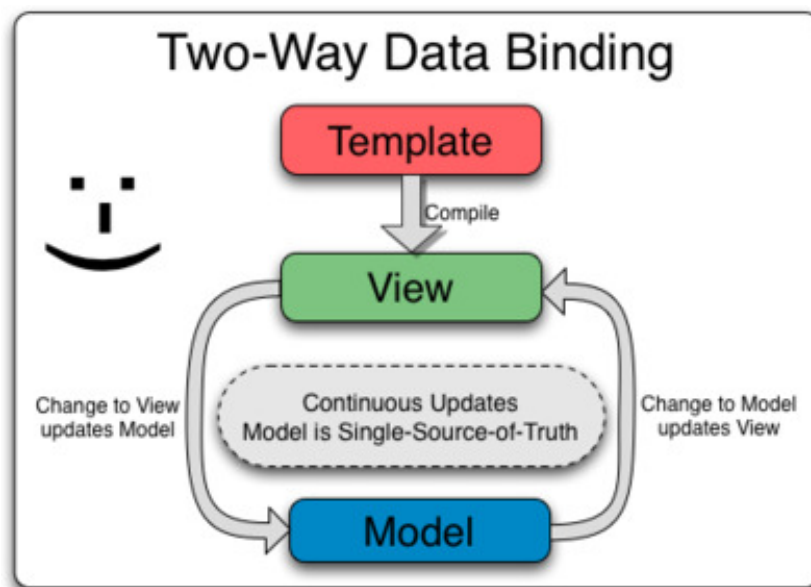 Two-Way Data Binding
Template
Compile
View
Change to View
updates Model
Continuous Updates
Model is Single-Source-of-Truth
Change to Model
updates View
Model